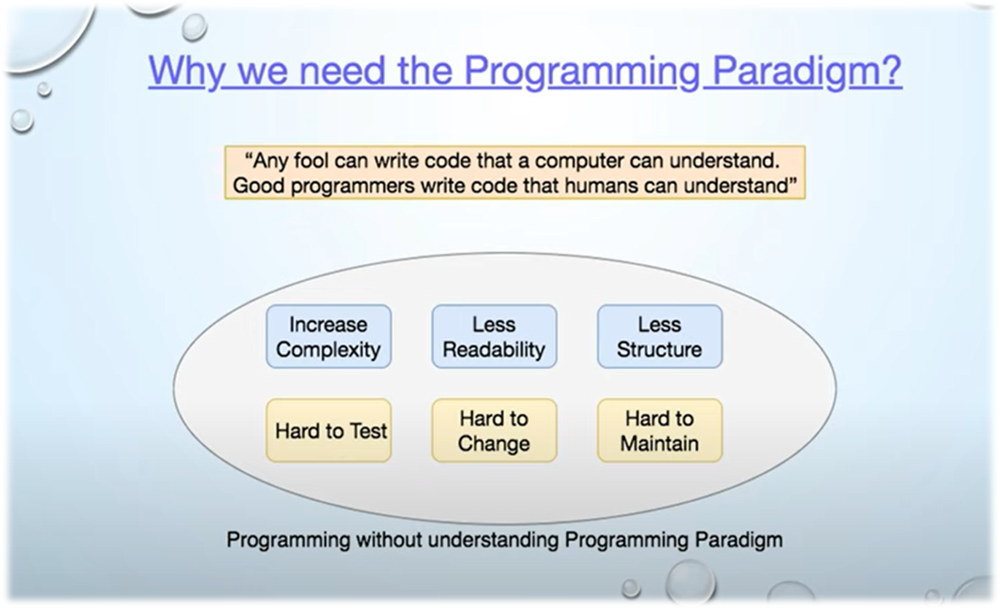 Why we need the Programming Paradigm?
“Any fool can write code that a computer can understand.
Good programmers write code that humans can understand”
Increase
Complexity
Less
Readability
Less
Structure
Hard to Test
Hard to
Change
Hard to
Maintain
Programming without understanding Programming Paradigm